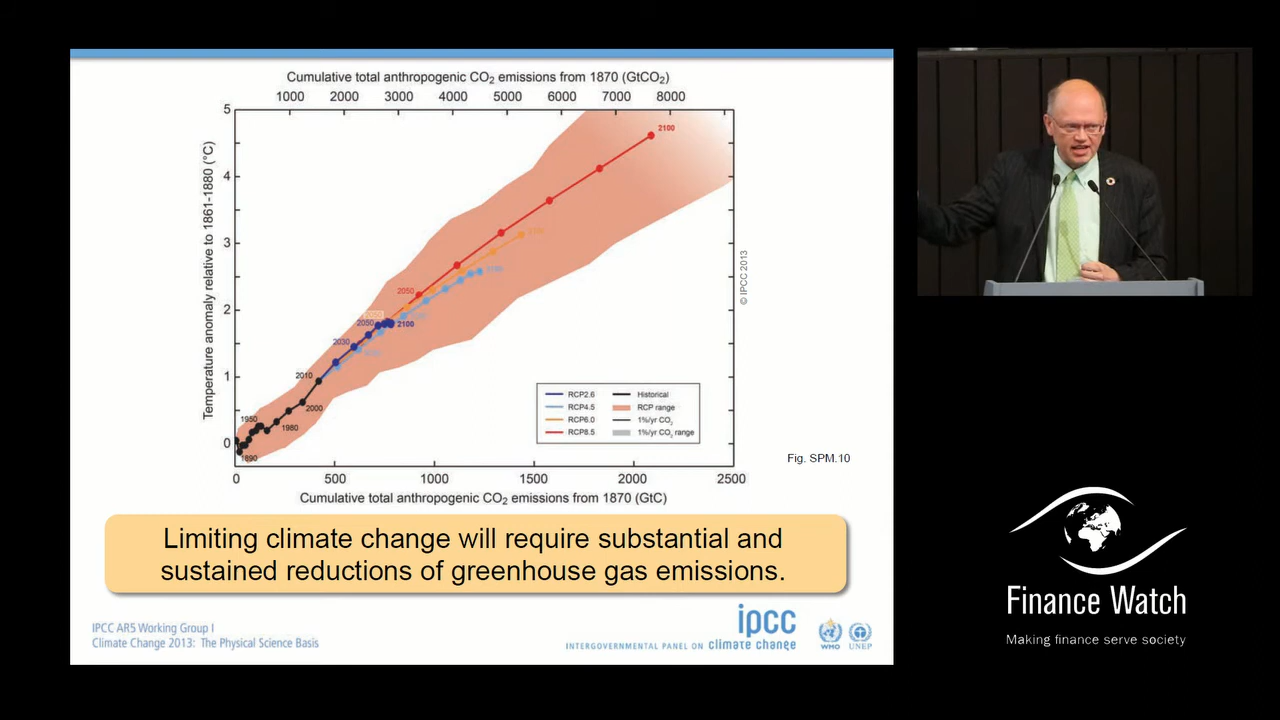 Cumulative total anthropogenic CO₂ emissions from 1870 (GtCO₂)
1000 2000 3000 4000 5000 6000 7000 8000
Temperature anomaly relative to 1861-1880 (°C)
5
4
3
2
1
0
2100
2100
2050
2050
2100
2030
2010
2000
1950
1980
1890
RCP2.6 Historical
RCP4.5 RCP range
RCP6.0 1%/yr CO₂
RCP8.5 1%/yr CO₂ range
© IPCC 2013
Fig. SPM.10
0 500 1000 1500 2000 2500
Cumulative total anthropogenic CO₂ emissions from 1870 (GtC)
Limiting climate change will require substantial and
sustained reductions of greenhouse gas emissions.
IPCC AR5 Working Group I
Climate Change 2013: The Physical Science Basis
ipcc
INTERGOVERNMENTAL PANEL ON climate change
WMO UNEP
Finance Watch
Making finance serve society